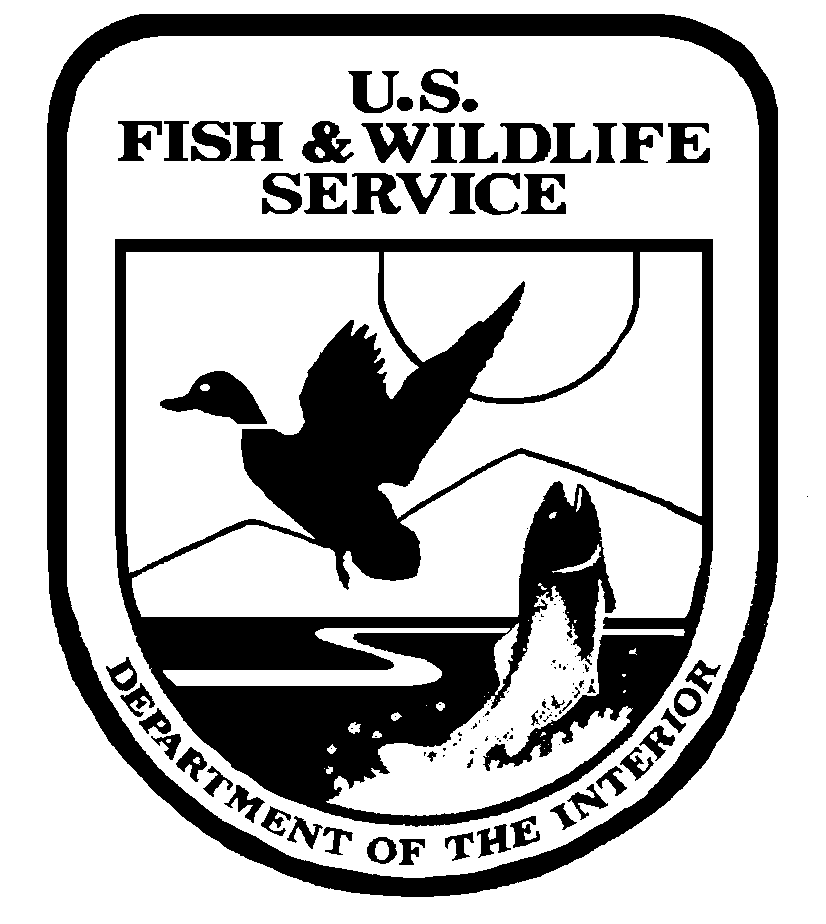 U.S.
FISH & WILDLIFE
SERVICE
DEPARTMENT OF THE INTERIOR